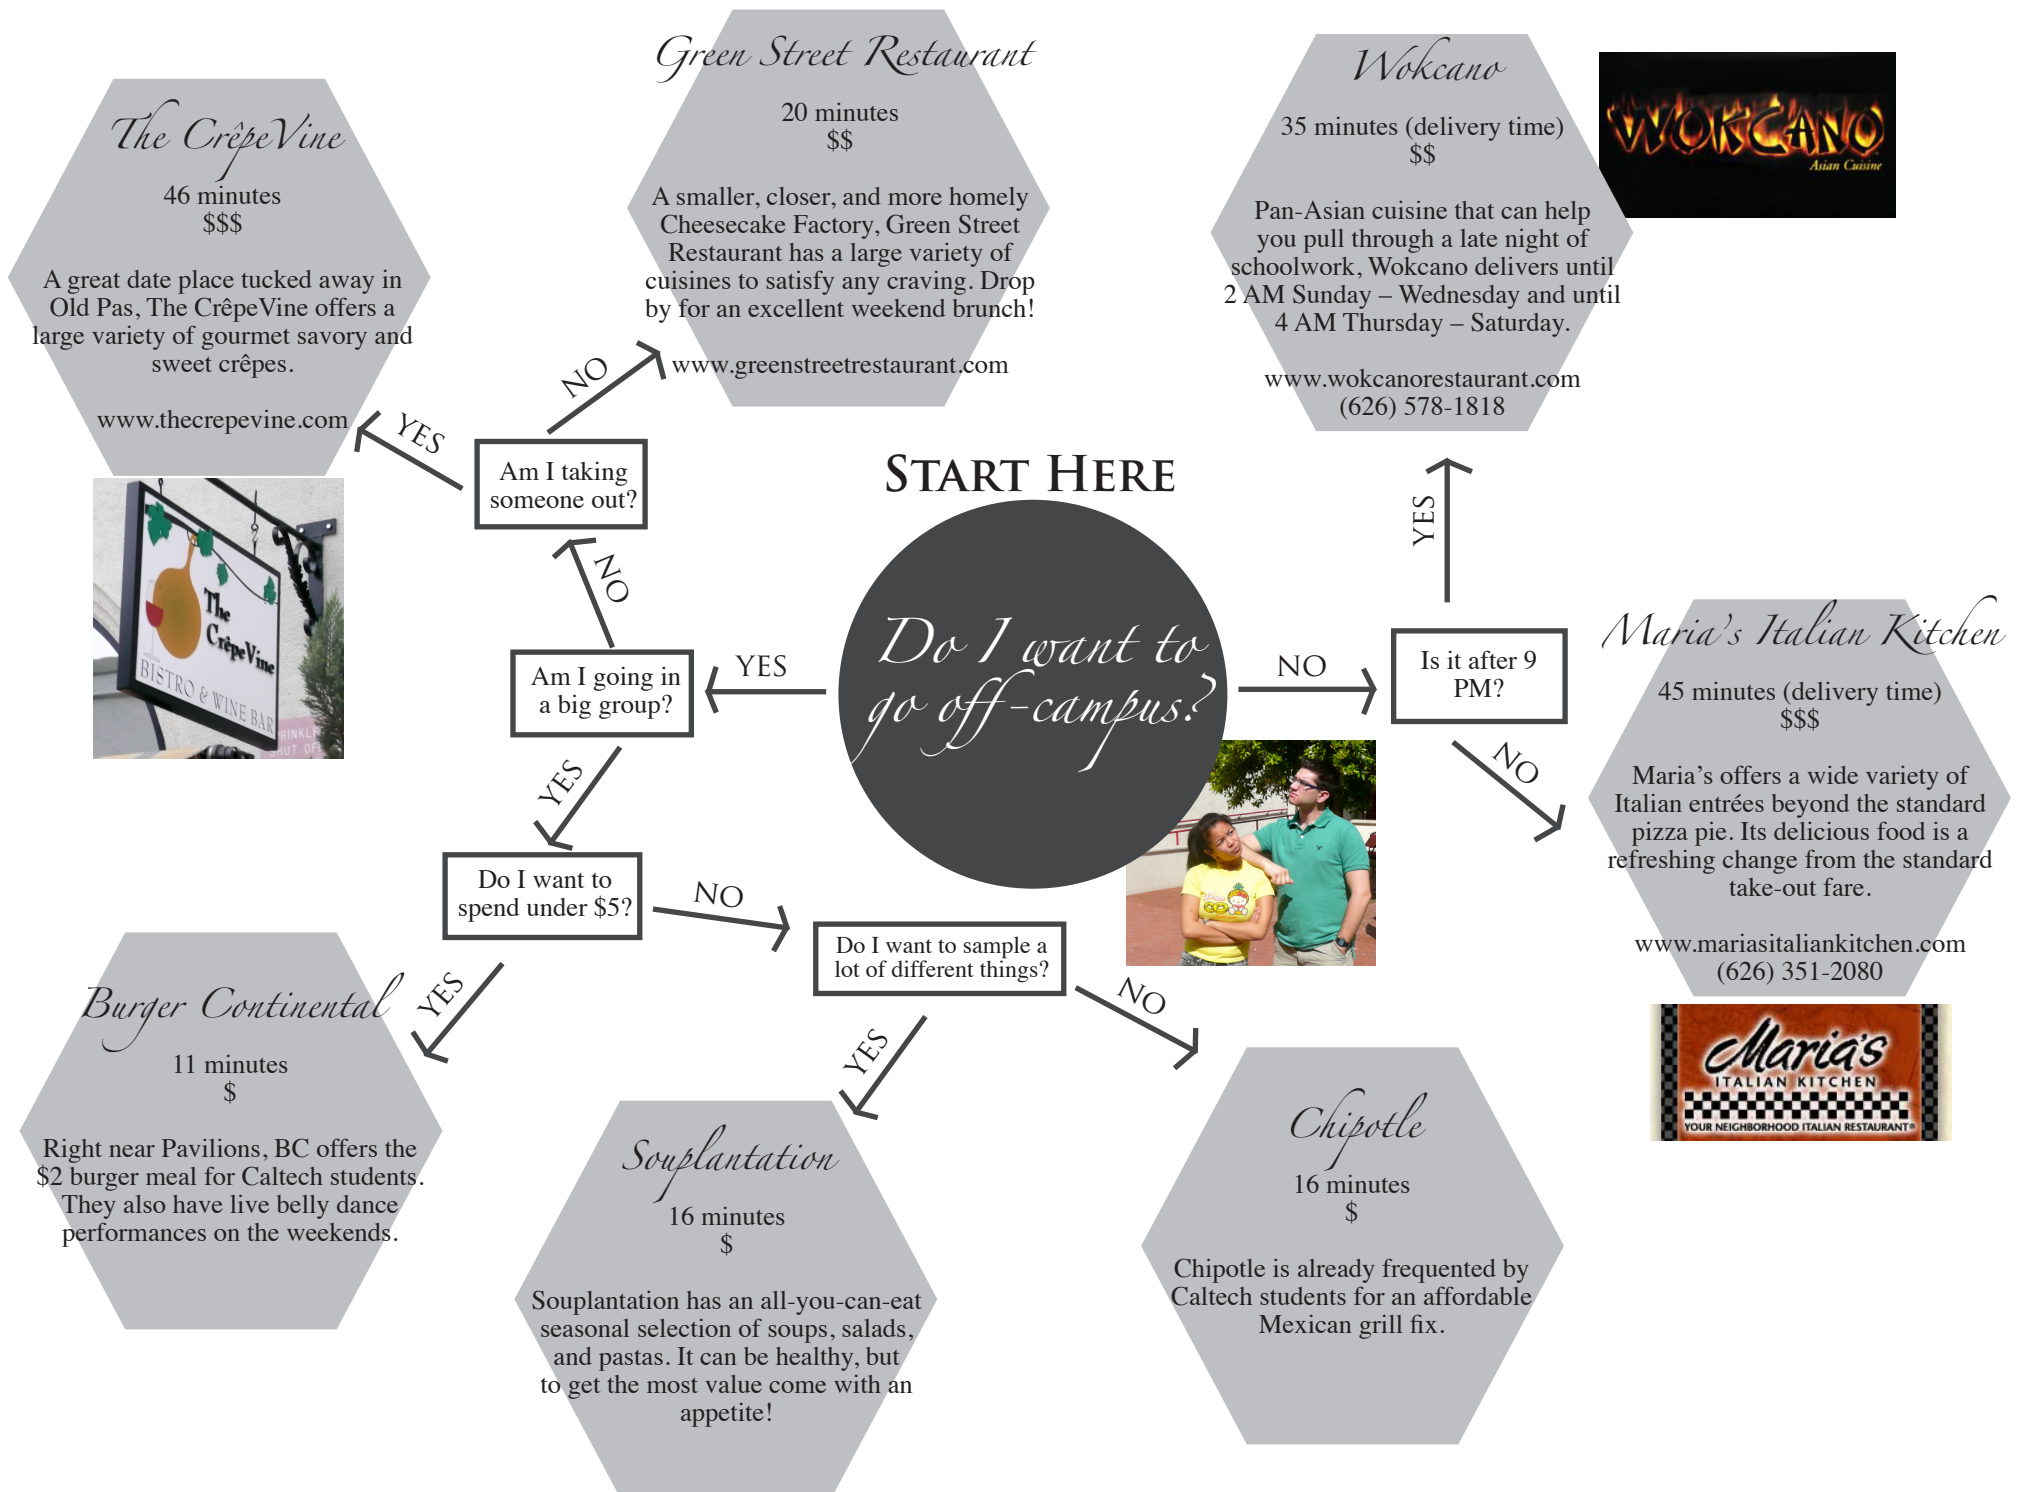 The CrêpeVine
46 minutes
$$$
A great date place tucked away in
Old Pas, The CrêpeVine offers a
large variety of gourmet savory and
sweet crêpes.
www.thecrepevine.com
Green Street Restaurant
20 minutes
$$
A smaller, closer, and more homely
Cheesecake Factory, Green Street
Restaurant has a large variety of
cuisines to satisfy any craving. Drop
by for an excellent weekend brunch!
www.greenstreetrestaurant.com
Wokcano
35 minutes (delivery time)
$$
Pan-Asian cuisine that can help
you pull through a late night of
schoolwork, Wokcano delivers until
2 AM Sunday – Wednesday and until
4 AM Thursday – Saturday.
www.wokcanorestaurant.com
(626) 578-1818
WOKCANO
Asian Cuisine
YES
NO
Am I taking
someone out?
NO
The
CrêpeVine
BISTRO & WINE BAR
SHUT
START HERE
Do I want to
go off-campus?
YES
NO
Am I going in
a big group?
YES
Is it after 9
PM?
YES
NO
Maria's Italian Kitchen
45 minutes (delivery time)
$$$
Maria's offers a wide variety of
Italian entrées beyond the standard
pizza pie. Its delicious food is a
refreshing change from the standard
take-out fare.
www.mariasitaliankitchen.com
(626) 351-2080
Maria's
ITALIAN KITCHEN
YOUR NEIGHBORHOOD ITALIAN RESTAURANT®
Do I want to
spend under $5?
NO
YES
Do I want to sample a
lot of different things?
YES
NO
Burger Continental
11 minutes
$
Right near Pavilions, BC offers the
$2 burger meal for Caltech students.
They also have live belly dance
performances on the weekends.
Souplantation
16 minutes
$
Souplantation has an all-you-can-eat
seasonal selection of soups, salads,
and pastas. It can be healthy, but
to get the most value come with an
appetite!
Chipotle
16 minutes
$
Chipotle is already frequented by
Caltech students for an affordable
Mexican grill fix.